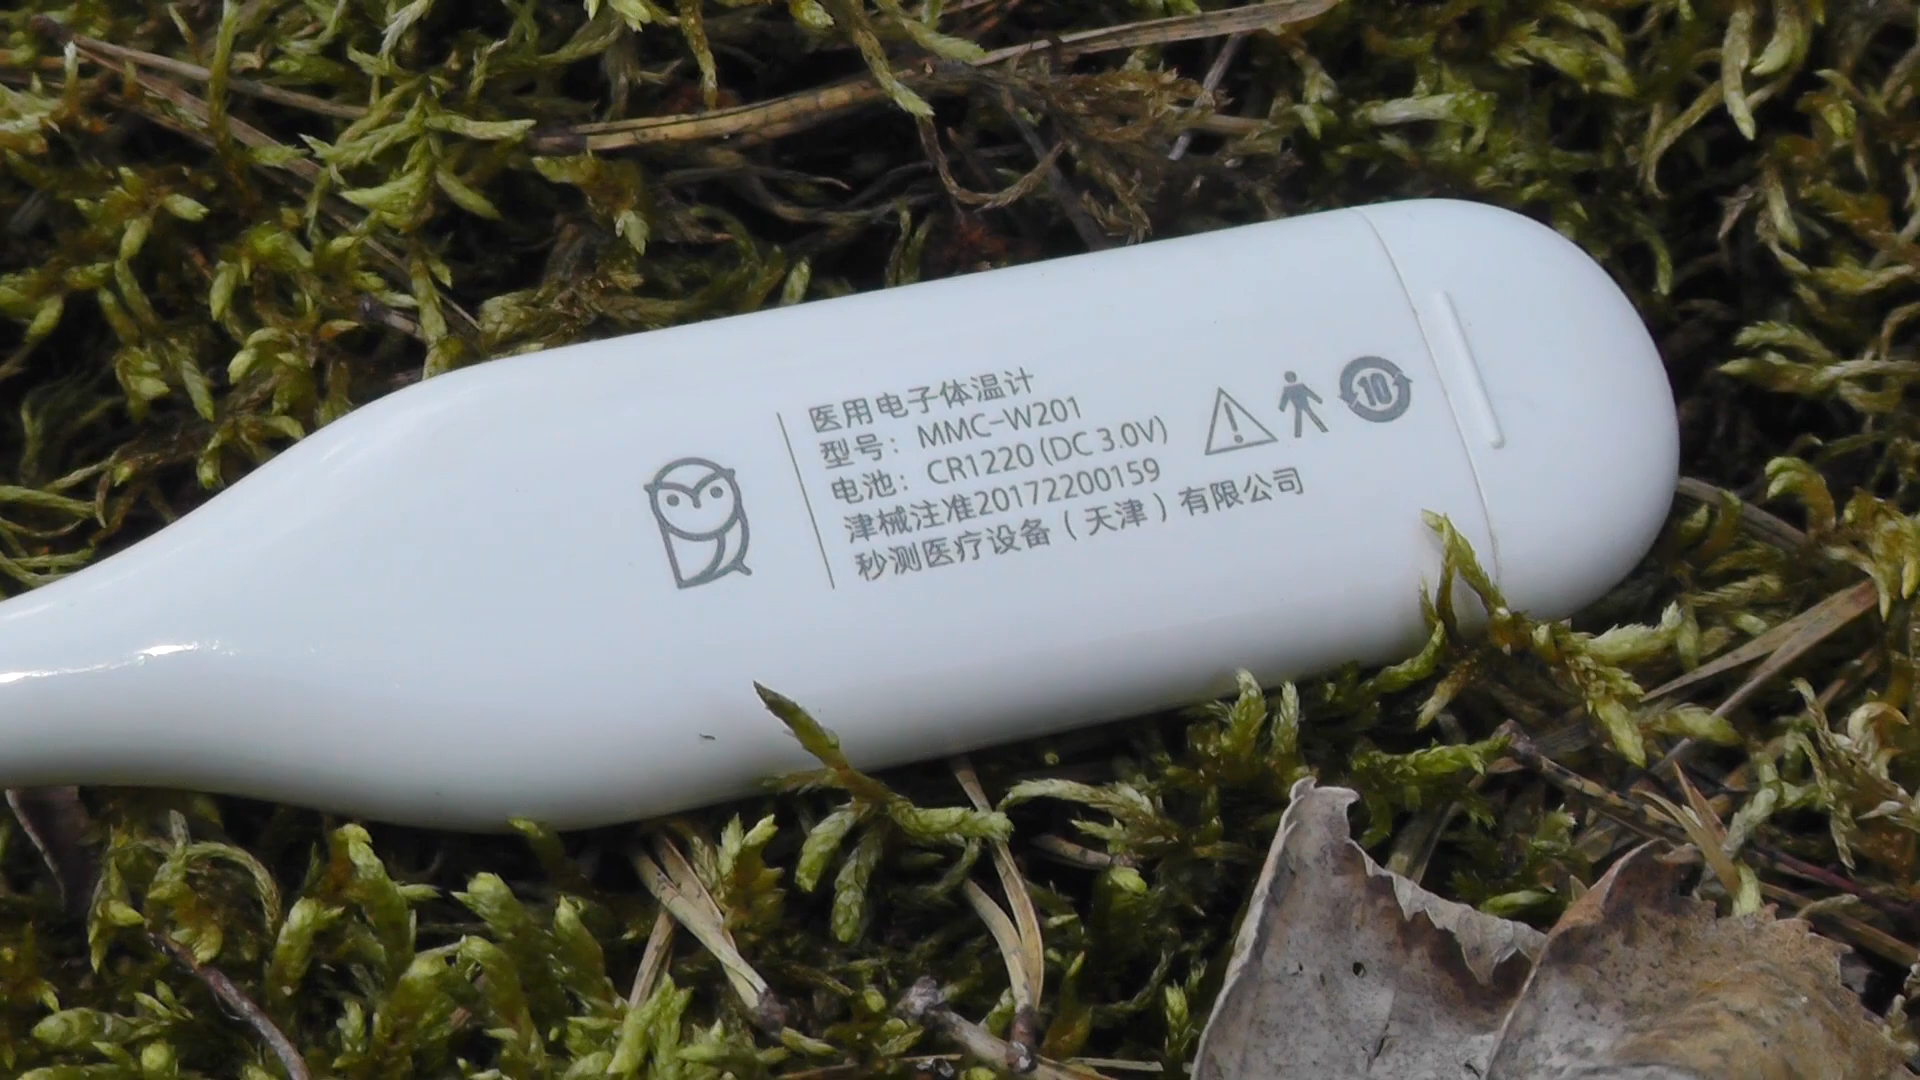 医用电子体温计
型号：MMC-W201
电池：CR1220 (DC 3.0V)
津械注准20172200159
秒测医疗设备（天津）有限公司
10